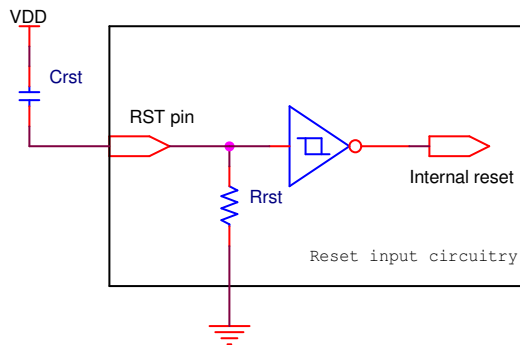 VDD
Crst
RST pin
Rrst
Internal reset
Reset input circuitry